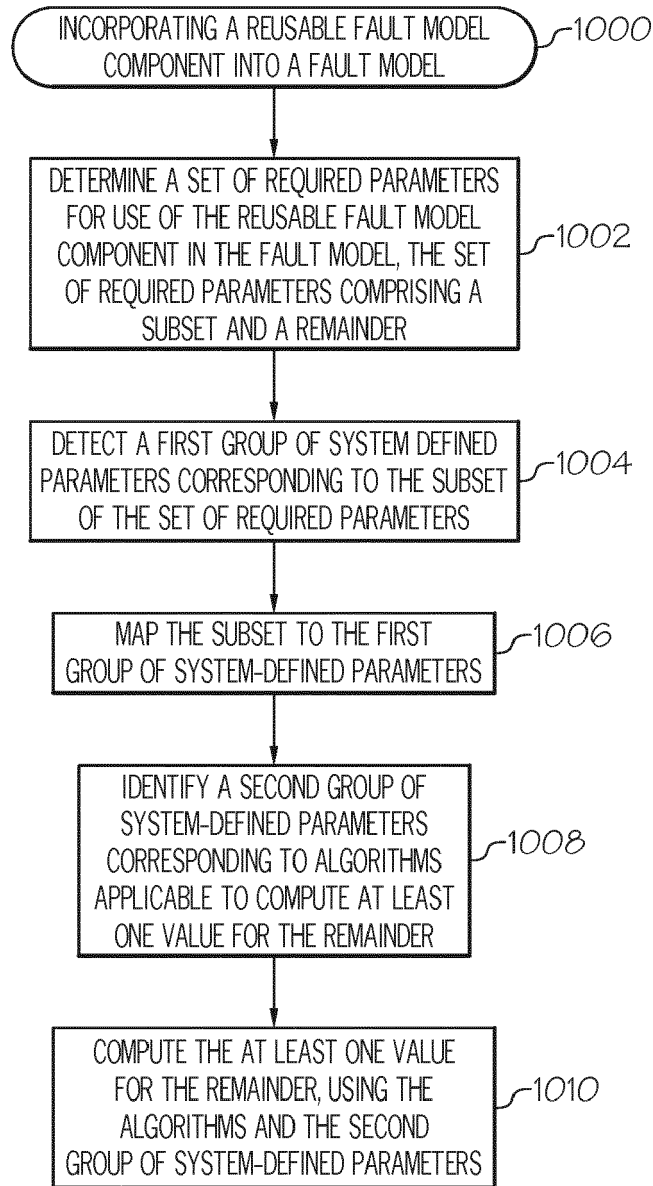 INCORPORATING A REUSABLE FAULT MODEL
COMPONENT INTO A FAULT MODEL
1000
DETERMINE A SET OF REQUIRED PARAMETERS
FOR USE OF THE REUSABLE FAULT MODEL
COMPONENT IN THE FAULT MODEL, THE SET
OF REQUIRED PARAMETERS COMPRISING A
SUBSET AND A REMAINDER
1002
DETECT A FIRST GROUP OF SYSTEM DEFINED
PARAMETERS CORRESPONDING TO THE SUBSET
OF THE SET OF REQUIRED PARAMETERS
1004
MAP THE SUBSET TO THE FIRST
GROUP OF SYSTEM-DEFINED PARAMETERS
1006
IDENTIFY A SECOND GROUP OF
SYSTEM-DEFINED PARAMETERS
CORRESPONDING TO ALGORITHMS
APPLICABLE TO COMPUTE AT LEAST
ONE VALUE FOR THE REMAINDER
1008
COMPUTE THE AT LEAST ONE VALUE
FOR THE REMAINDER, USING THE
ALGORITHMS AND THE SECOND
GROUP OF SYSTEM-DEFINED PARAMETERS
1010